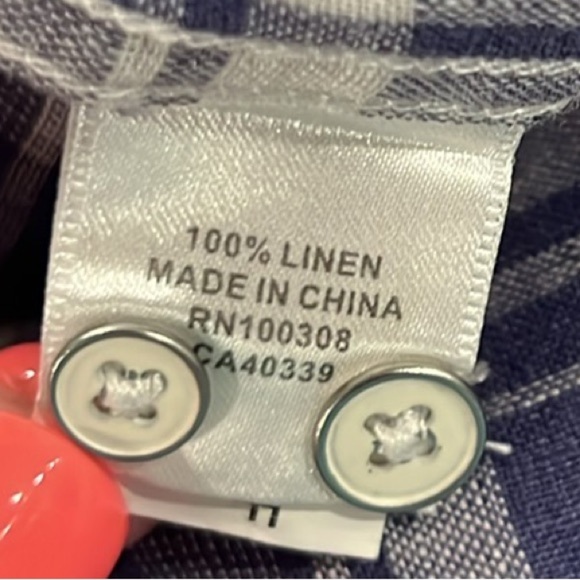 100% LINEN
MADE IN CHINA
RN100308
CA40339